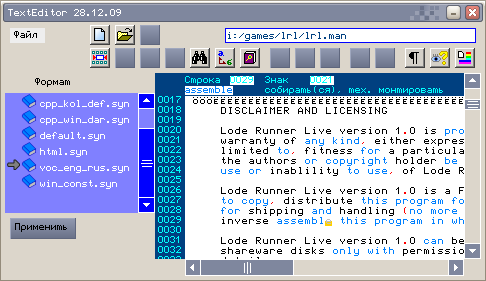 TextEditor 28.12.09
Файл
i:/games/lrl/lrl.man
Формат
Строка 0029 Знак 0021
assemble собирать(ся), тех. монтировать
cpp_kol_def.syn
cpp_win_dar.syn
default.syn
html.syn
voc_eng_rus.syn
win_const.syn
Применить
0017
0018 DISCLAIMER AND LICENSING
0019
0020 Lode Runner Live version 1.0 is pro
0021 warranty of any kind, either expres
0022 limited to, fitness for a particula
0023 the authors or copyright holder be
0024 use or inablility to use, of Lode R
0025
0026 Lode Runner Live version 1.0 is a F
0027 to copy, distribute this program fo
0028 for shipping and handling (no more
0029 inverse assembl this program in wh
0030
0031 Lode Runner Live version 1.0 can be
0032 shareware disks only with permissio
0033